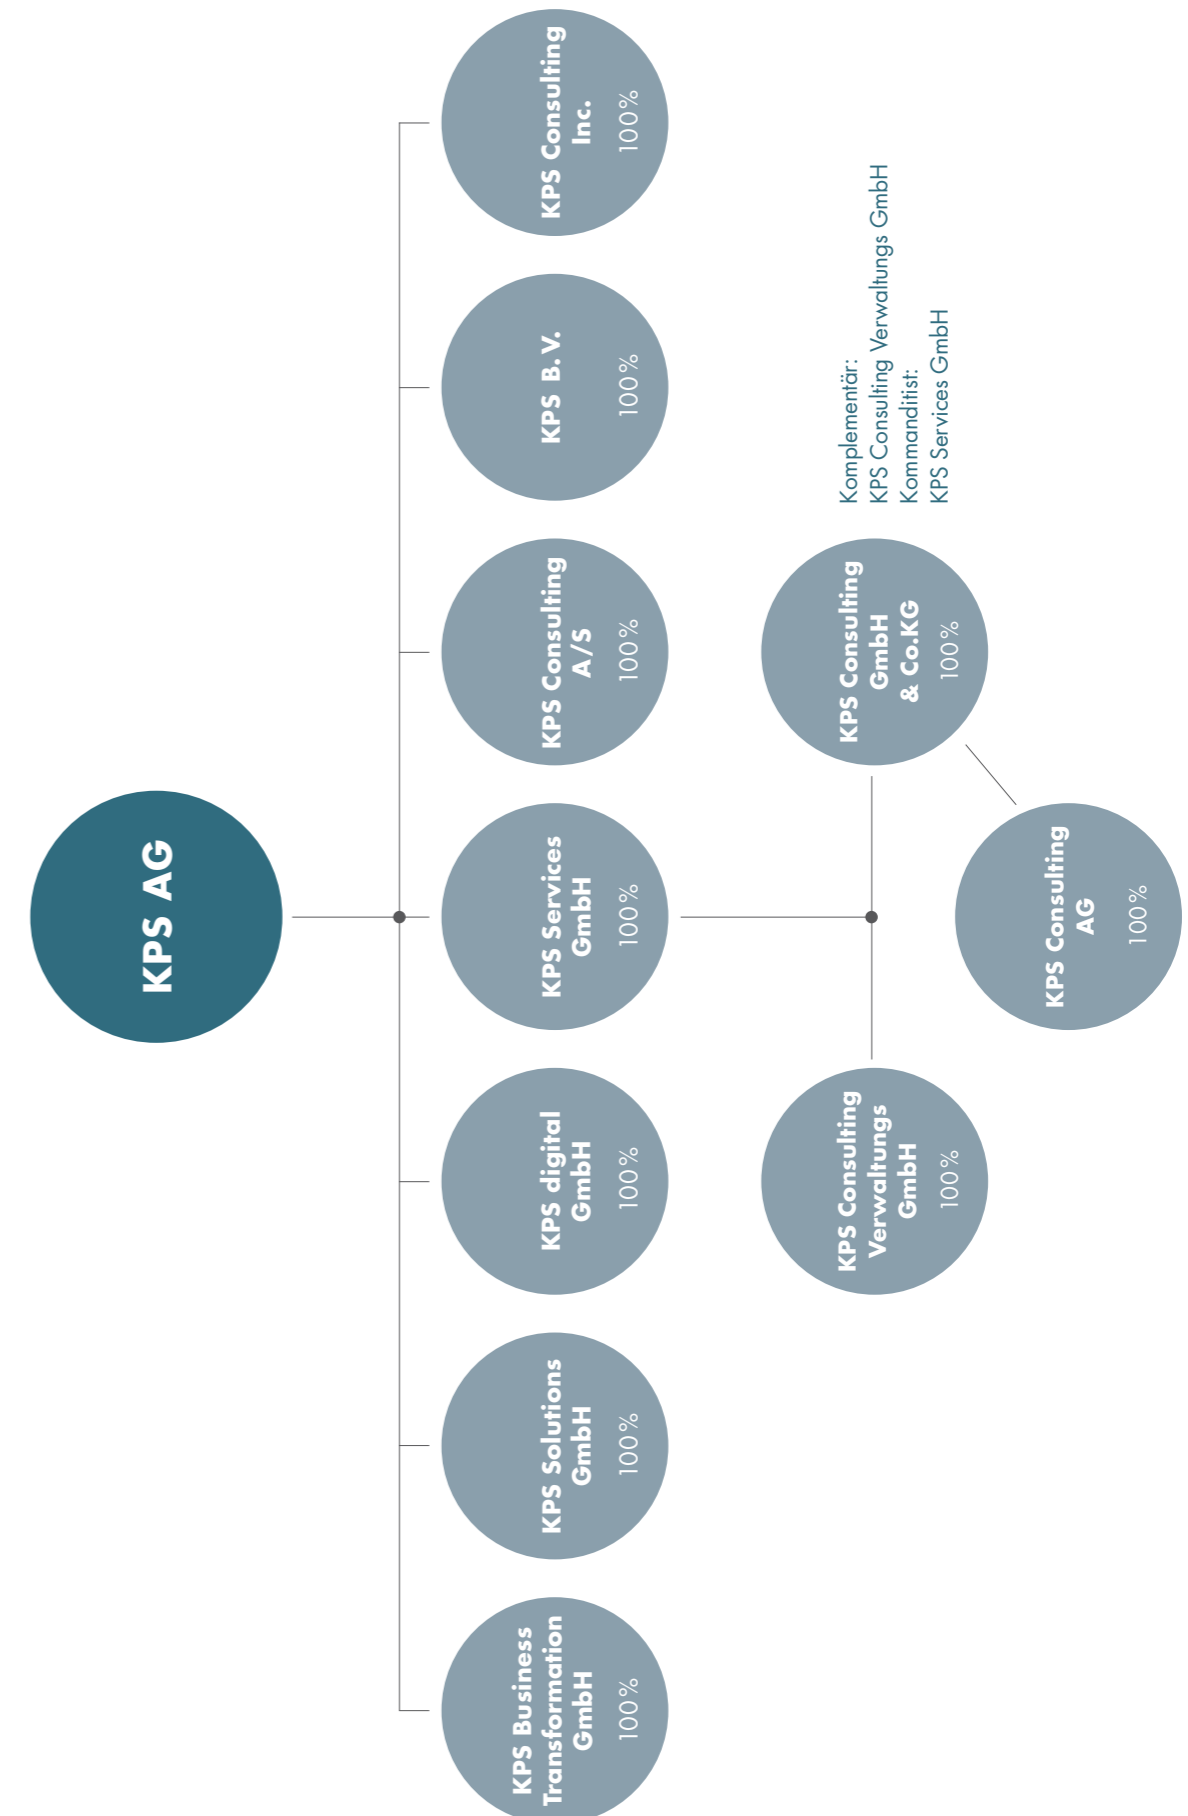 KPS AG
KPS Business
Transformation
GmbH
100%
KPS Solutions
GmbH
100%
KPS digital
GmbH
100%
KPS Services
GmbH
100%
KPS Consulting
A/S
100%
KPS B. V.
100%
KPS Consulting
Inc.
100%
KPS Consulting
Verwaltungs
GmbH
100%
KPS Consulting
GmbH
& Co.KG
100%
Komplementär:
KPS Consulting Verwaltungs GmbH
Kommanditist:
KPS Services GmbH
KPS Consulting
AG
100%